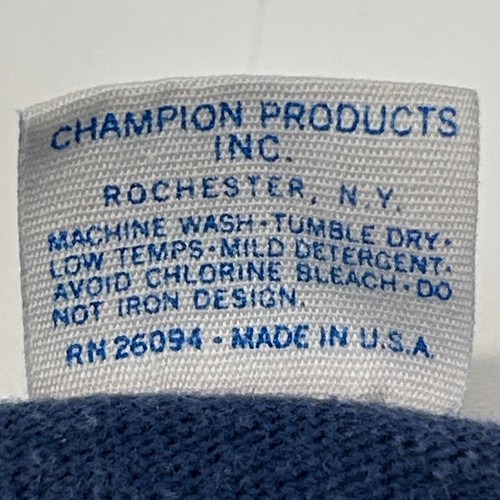 CHAMPION PRODUCTS
INC.
ROCHESTER, N.Y.
MACHINE WASH·TUMBLE DRY·
LOW TEMPS·MILD DETERGENT·
AVOID CHLORINE BLEACH·DO
NOT IRON DESIGN.
RN 26094 · MADE IN U.S.A.